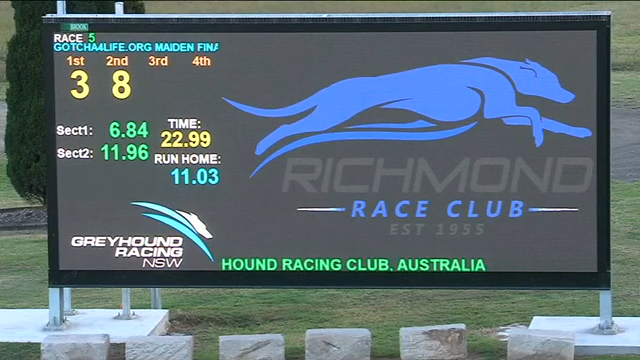 BROOK
RACE 5
GOTCHA4LIFE.ORG MAIDEN FINA
1st 2nd 3rd 4th
3 8
Sect1: 6.84
Sect2: 11.96
TIME:
22.99
RUN HOME:
11.03
RICHMOND
RACE CLUB
EST 1955
GREYHOUND
RACING
NSW
HOUND RACING CLUB, AUSTRALIA